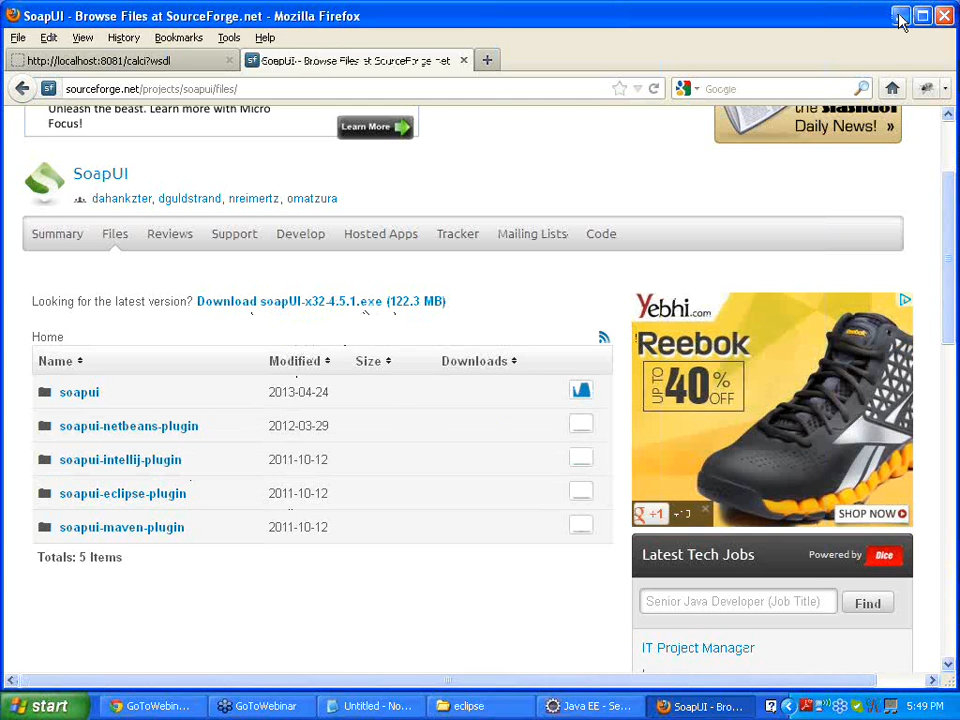 SoapUI - Browse Files at SourceForge.net - Mozilla Firefox
File Edit View History Bookmarks Tools Help
http://localhost:8081/calci?wsdl
SoapUI - Browse Files at SourceForge.net
sourceforge.net/projects/soapui/files/
Google
Unleash the beast. Learn more with Micro
Focus!
Learn More
the slashdot
Daily News! »
SoapUI
dahankzter, dguldstrand, nreimertz, omatzura
Summary Files Reviews Support Develop Hosted Apps Tracker Mailing Lists Code
Looking for the latest version? Download soapUI-x32-4.5.1.exe (122.3 MB)
Home
Name Modified Size Downloads
soapui 2013-04-24
soapui-netbeans-plugin 2012-03-29
soapui-intellij-plugin 2011-10-12
soapui-eclipse-plugin 2011-10-12
soapui-maven-plugin 2011-10-12
Totals: 5 Items
Yebhi.com
Reebok
UP TO 40% OFF
+1
SHOP NOW
Latest Tech Jobs Powered by Dice
Senior Java Developer (Job Title) Find
IT Project Manager
start GoToWebin... GoToWebinar Untitled - No... eclipse Java EE - Se... SoapUI - Bro... 5:49 PM